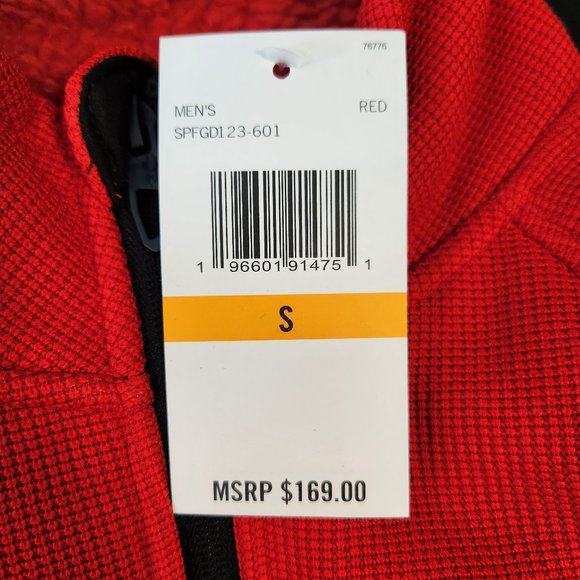 76776
MEN'S RED
SPFGD123-601
1 96601 91475 1
S
MSRP $169.00